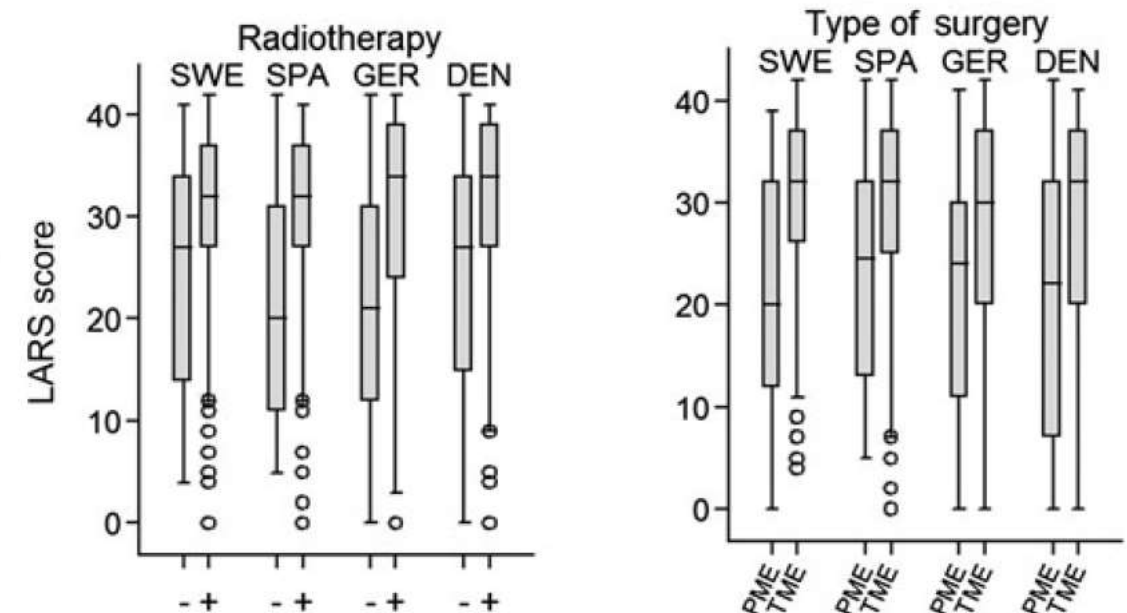 Radiotherapy
SWE SPA GER DEN
LARS score
40
30
20
10
0
- + - + - + - +
Type of surgery
SWE SPA GER DEN
40
30
20
10
0
PME TME PME TME PME TME PME TME